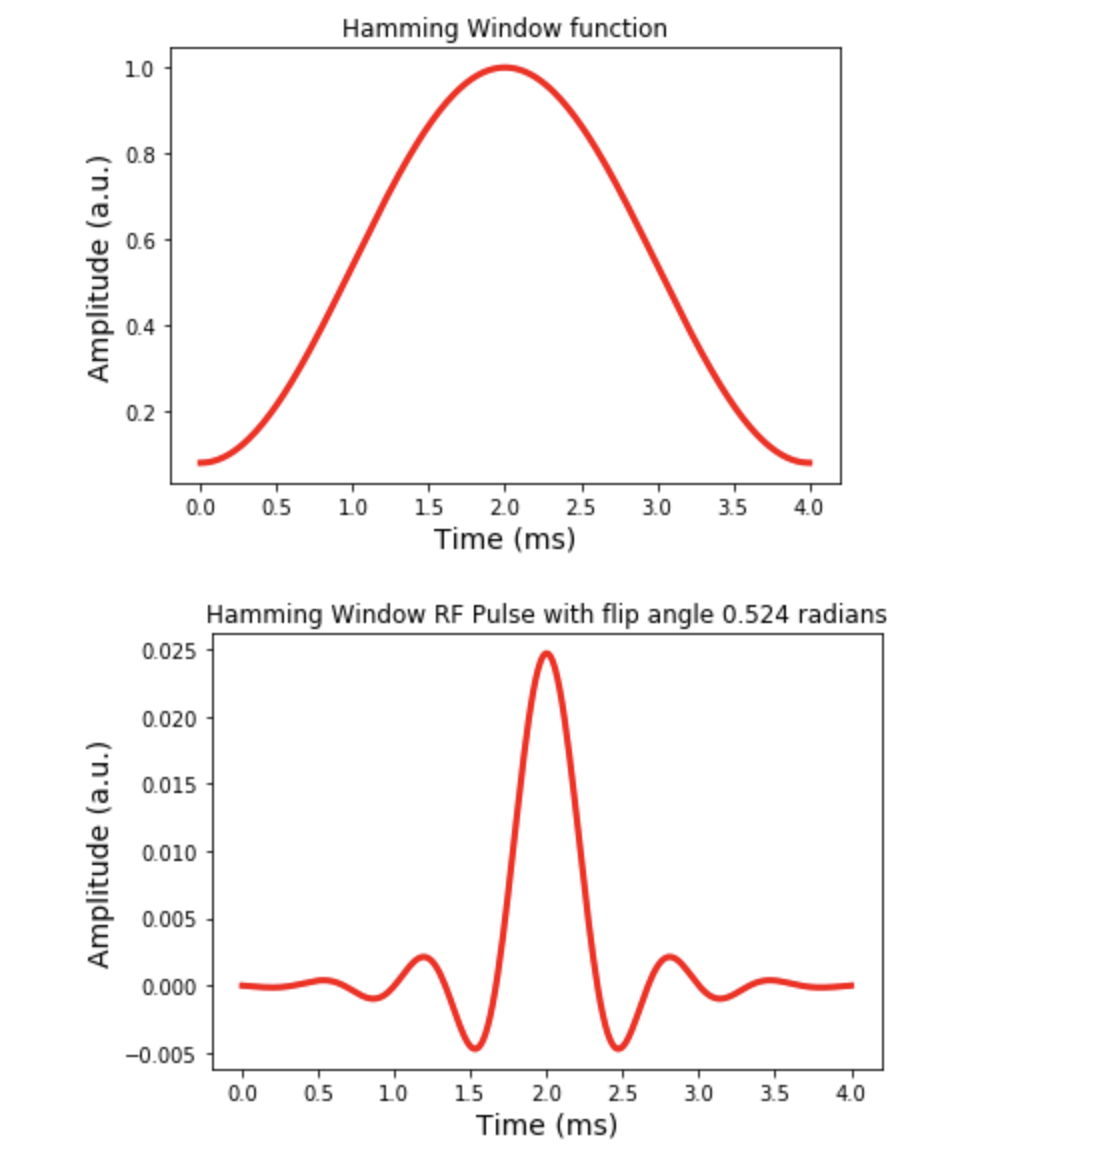 Hamming Window function
Amplitude (a.u.)
1.0
0.8
0.6
0.4
0.2
0.0 0.5 1.0 1.5 2.0 2.5 3.0 3.5 4.0
Time (ms)
Hamming Window RF Pulse with flip angle 0.524 radians
Amplitude (a.u.)
0.025
0.020
0.015
0.010
0.005
0.000
−0.005
0.0 0.5 1.0 1.5 2.0 2.5 3.0 3.5 4.0
Time (ms)